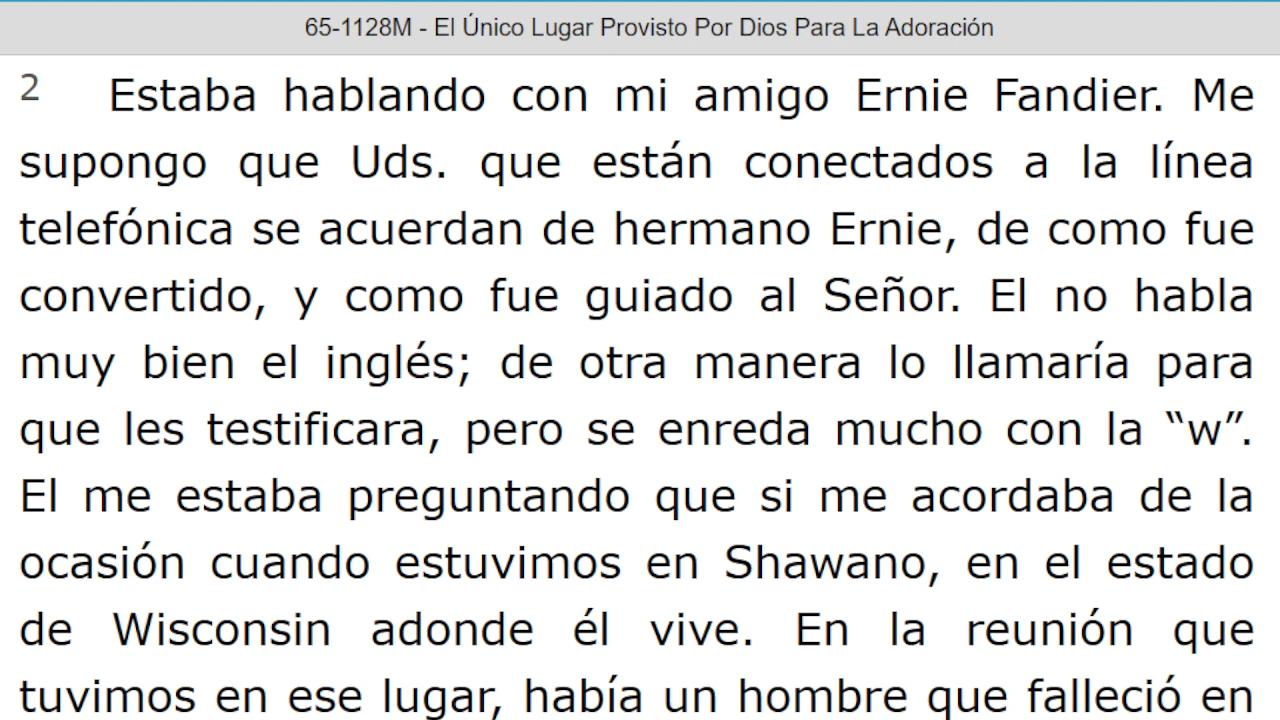 65-1128M - El Único Lugar Provisto Por Dios Para La Adoración
2 Estaba hablando con mi amigo Ernie Fandier. Me
supongo que Uds. que están conectados a la línea
telefónica se acuerdan de hermano Ernie, de como fue
convertido, y como fue guiado al Señor. El no habla
muy bien el inglés; de otra manera lo llamaría para
que les testificara, pero se enreda mucho con la “w”.
El me estaba preguntando que si me acordaba de la
ocasión cuando estuvimos en Shawano, en el estado
de Wisconsin adonde él vive. En la reunión que
tuvimos en ese lugar, había un hombre que falleció en